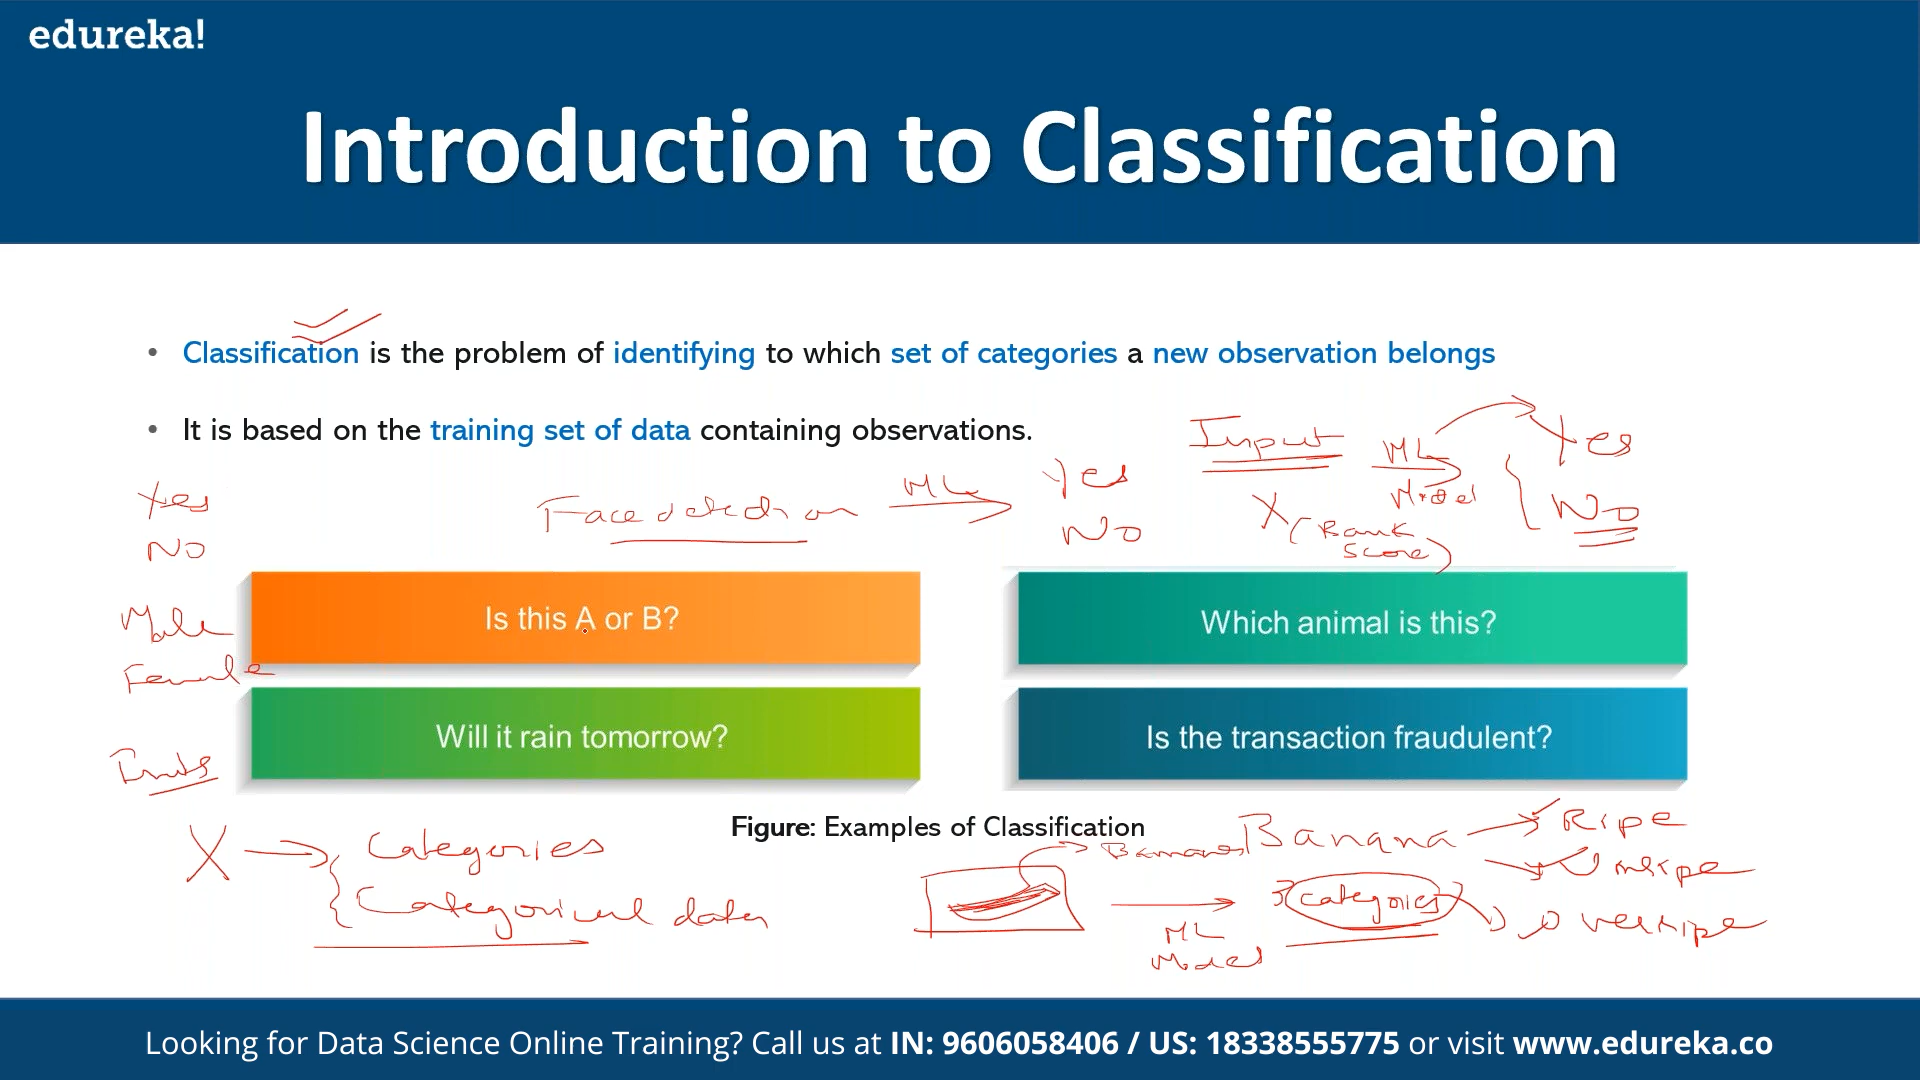 edureka!
Introduction to Classification
• Classification is the problem of identifying to which set of categories a new observation belongs
• It is based on the training set of data containing observations.
Input
ML
Model
Yes
No
X (Bank
Score)
Yes
No
Face detection
ML
Yes
No
Male
Female
Is this A or B?
Which animal is this?
Will it rain tomorrow?
Is the transaction fraudulent?
Figure: Examples of Classification
X
Categories
Categorical data
Banana
Ripe
Unripe
Overripe
ML
Model
3 categories
Looking for Data Science Online Training? Call us at IN: 9606058406 / US: 18338555775 or visit www.edureka.co